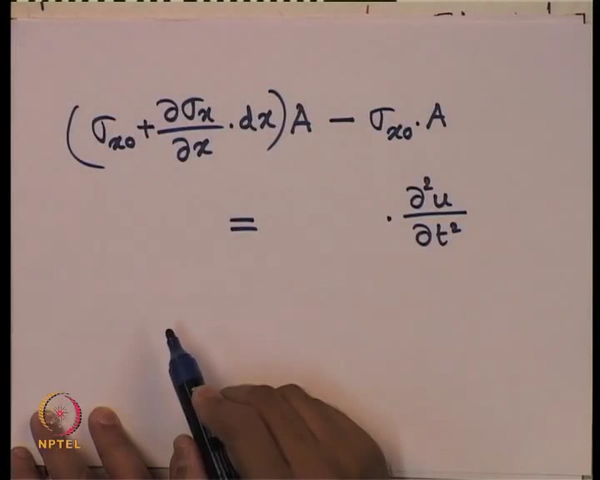 (σₓ₀ + ∂σₓ/∂x · dx) A − σₓ₀ · A
= · ∂²u/∂t²
NPTEL